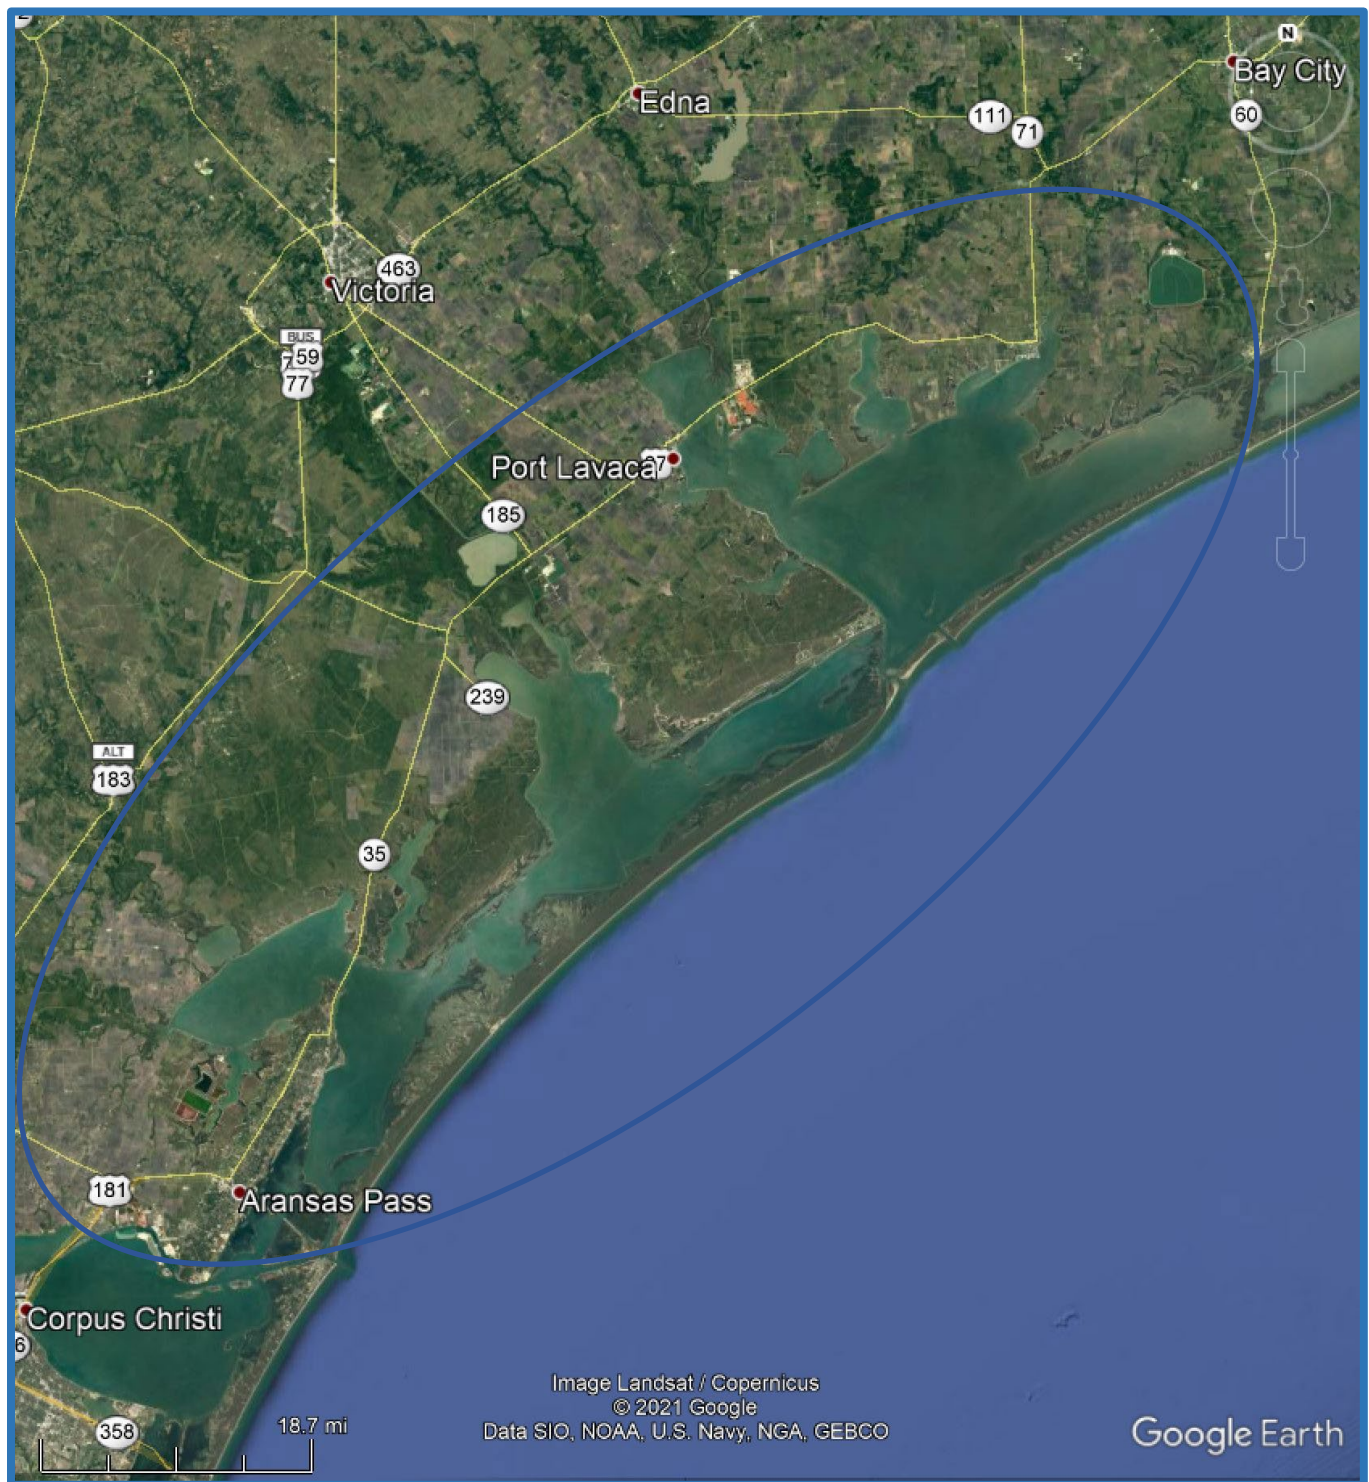 N
Bay City
Edna
111
60
71
463
Victoria
BUS
59
77
Port Lavaca
185
239
ALT
183
35
181
Aransas Pass
Corpus Christi
6
18.7 mi
358
Image Landsat / Copernicus
© 2021 Google
Data SIO, NOAA, U.S. Navy, NGA, GEBCO
Google Earth